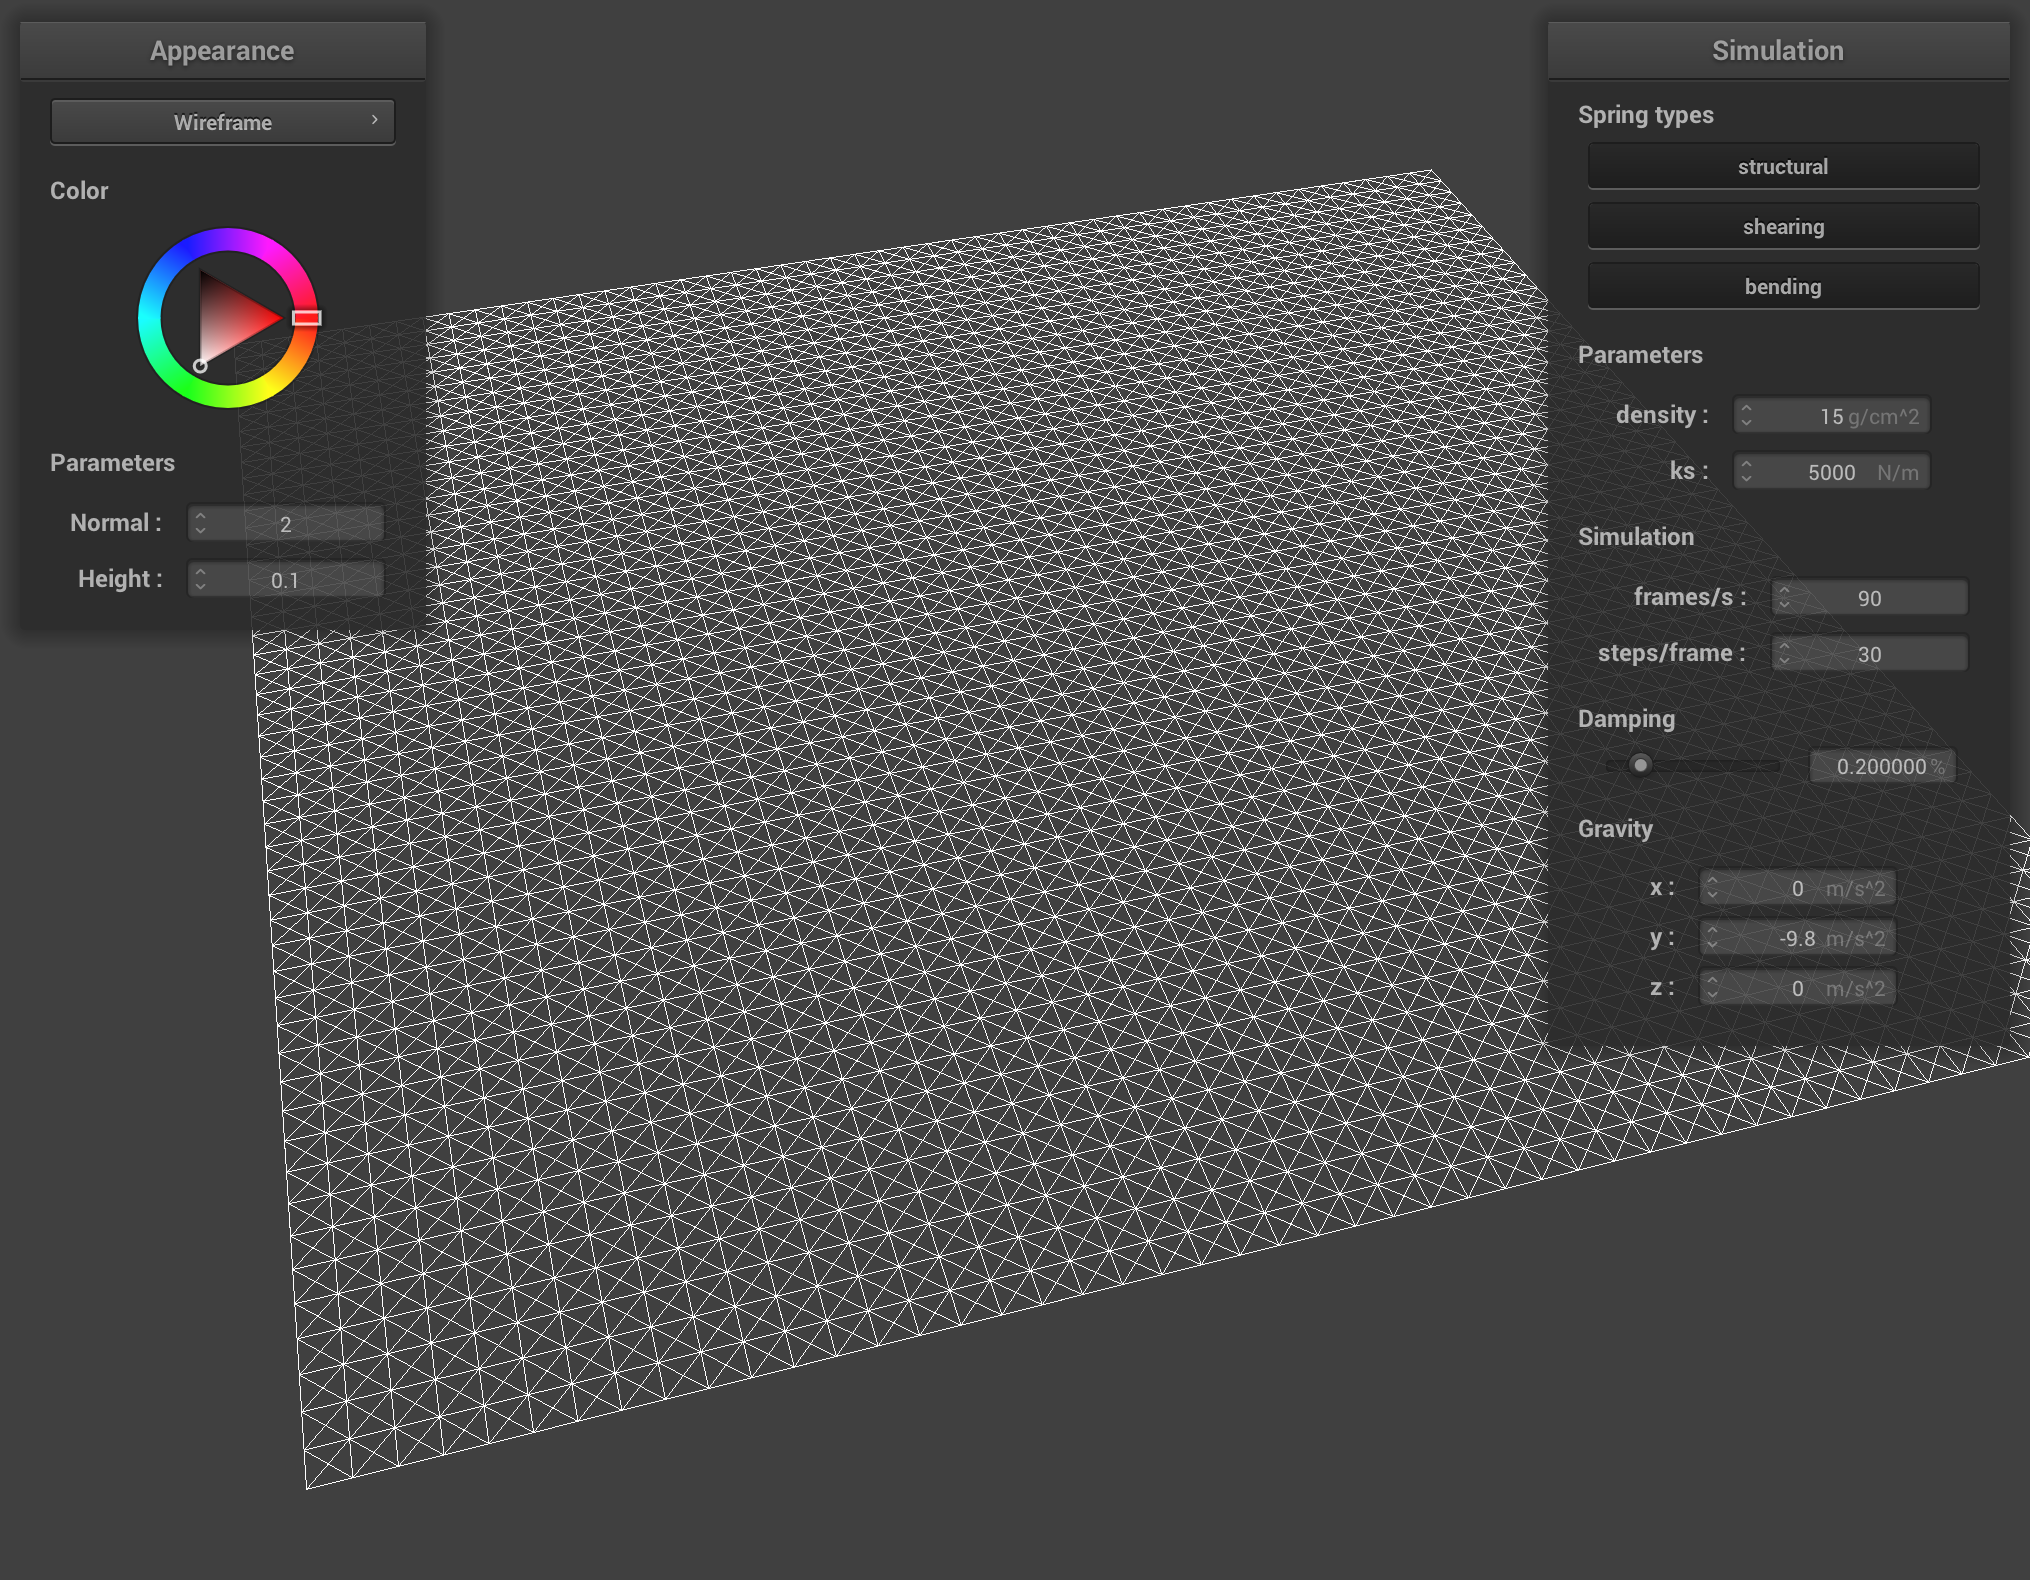 Appearance
Wireframe
Color
Parameters
Normal : 2
Height : 0.1
Simulation
Spring types
structural
shearing
bending
Parameters
density : 15 g/cm^2
ks : 5000 N/m
Simulation
frames/s : 90
steps/frame : 30
Damping
0.200000 %
Gravity
x : 0 m/s^2
y : -9.8 m/s^2
z : 0 m/s^2